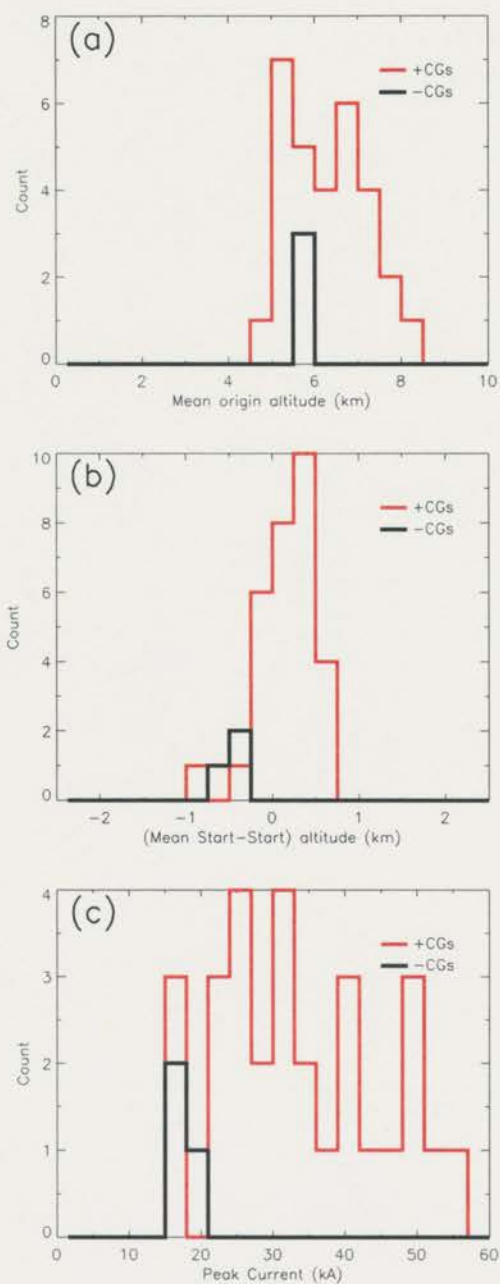 (a)
+CGs
−CGs
8
6
4
2
0
Count
0 2 4 6 8 10
Mean origin altitude (km)
(b)
+CGs
−CGs
10
8
6
4
2
0
Count
−2 −1 0 1 2
(Mean Start−Start) altitude (km)
(c)
+CGs
−CGs
4
3
2
1
0
Count
0 10 20 30 40 50 60
Peak Current (kA)